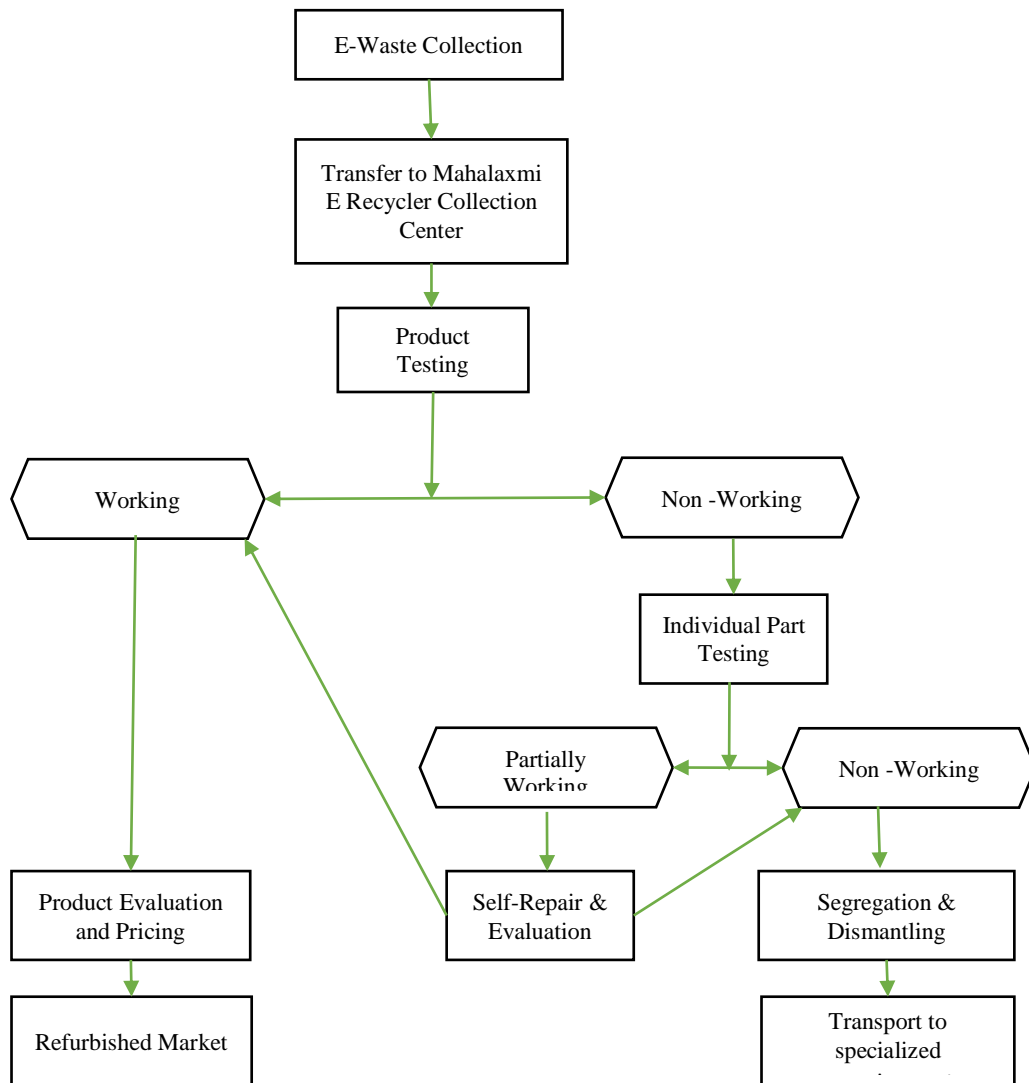 E-Waste Collection
Transfer to Mahalaxmi
E Recycler Collection
Center
Product
Testing
Working
Non -Working
Individual Part
Testing
Partially
Working
Non -Working
Product Evaluation
and Pricing
Self-Repair &
Evaluation
Segregation &
Dismantling
Refurbished Market
Transport to
specialized